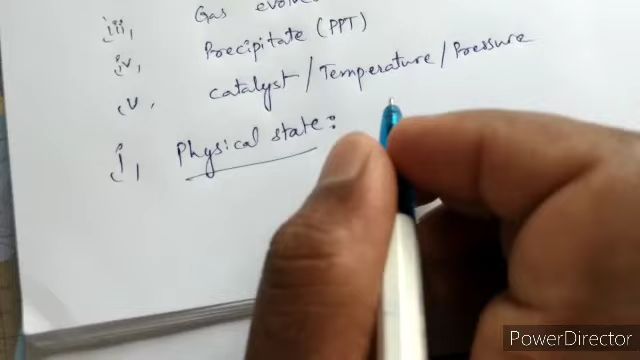 iii, Gas
iv, Precipitate (PPT)
v, Catalyst / Temperature / Pressure
i, Physical state:
PowerDirector